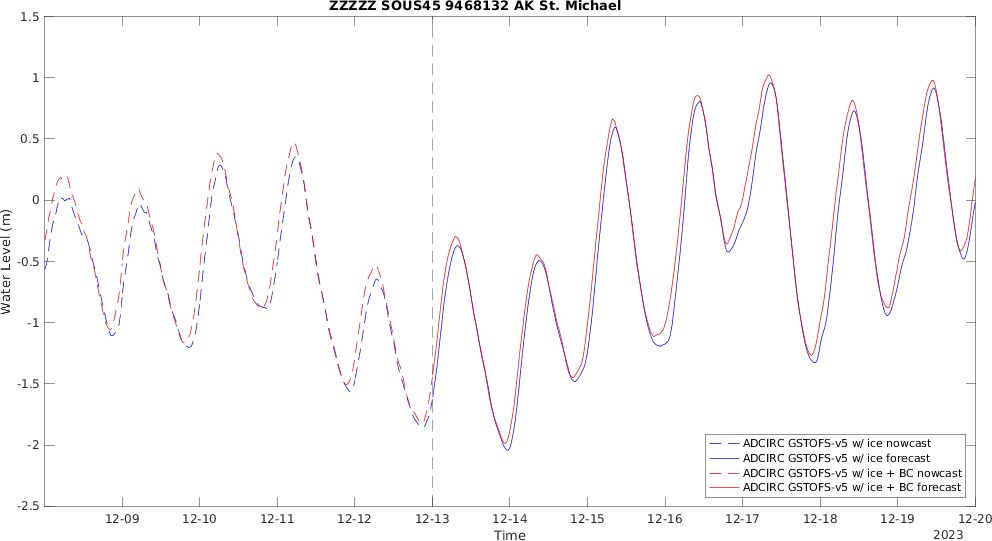 ZZZZZ SOUS45 9468132 AK St. Michael
1.5
1
0.5
0
-0.5
-1
-1.5
-2
-2.5
Water Level (m)
12-09 12-10 12-11 12-12 12-13 12-14 12-15 12-16 12-17 12-18 12-19 12-20
Time
2023
ADCIRC GSTOFS-v5 w/ ice nowcast
ADCIRC GSTOFS-v5 w/ ice forecast
ADCIRC GSTOFS-v5 w/ ice + BC nowcast
ADCIRC GSTOFS-v5 w/ ice + BC forecast